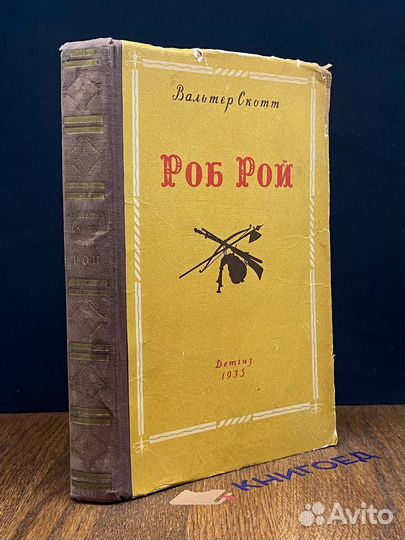 Вальтер Скотт
РОБ РОЙ
Детгиз
1955
КНИГОЕД
Avito